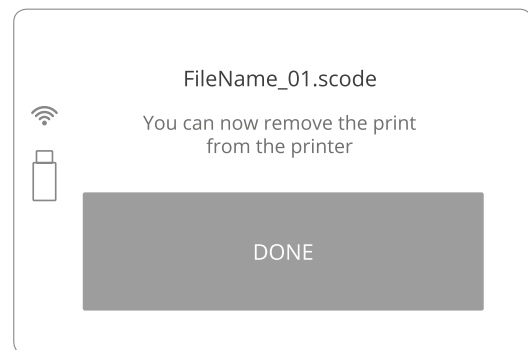 FileName_01.scode
You can now remove the print
from the printer
DONE